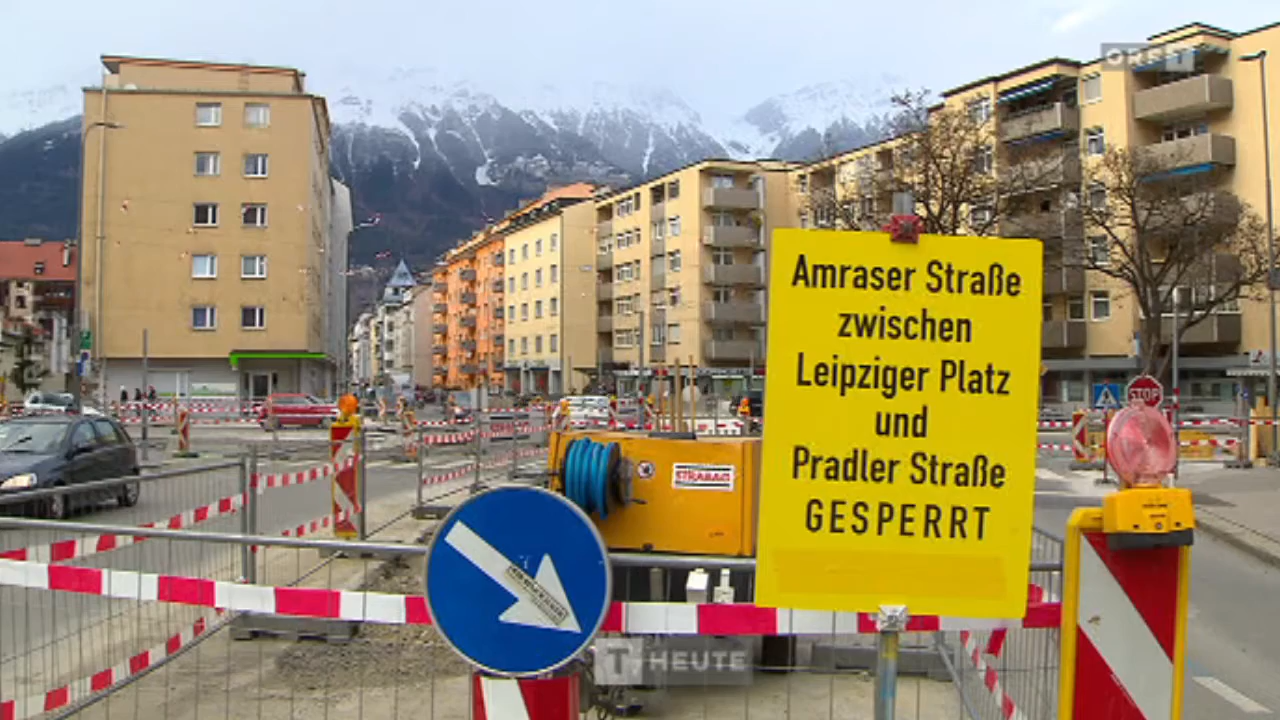 ORF T
Amraser Straße
zwischen
Leipziger Platz
und
Pradler Straße
GESPERRT
STRABAG
STOP
T HEUTE